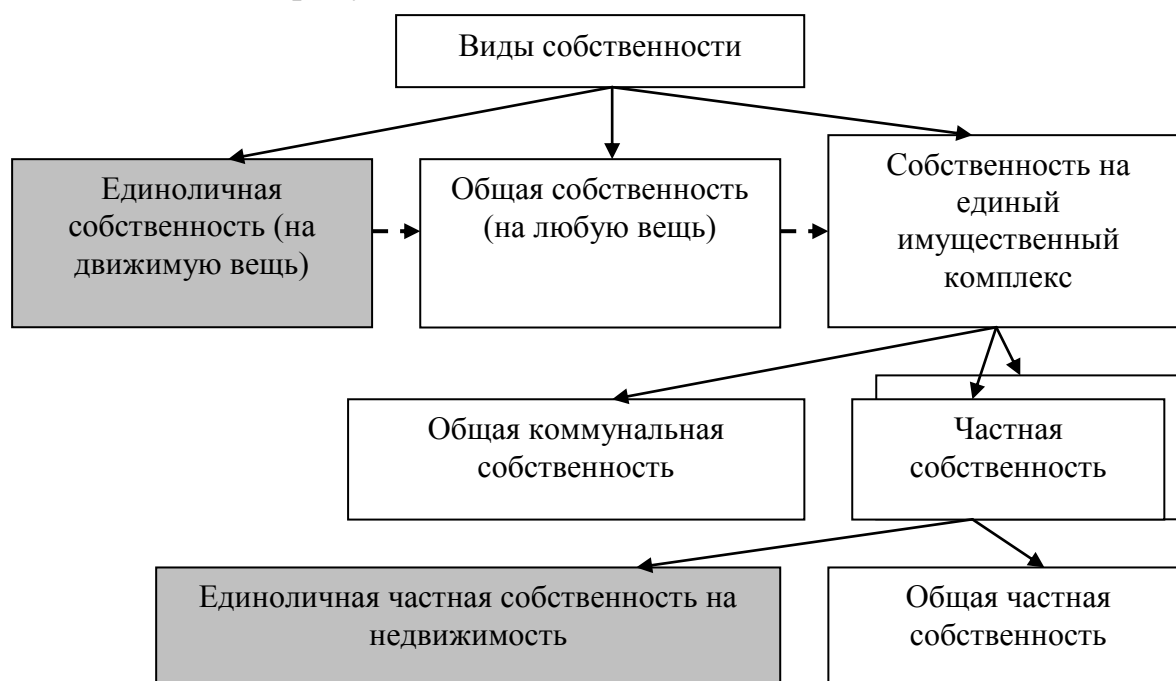 Виды собственности
Единоличная
собственность (на
движимую вещь)
Общая собственность
(на любую вещь)
Собственность на
единый
имущественный
комплекс
Общая коммунальная
собственность
Частная
собственность
Единоличная частная собственность на
недвижимость
Общая частная
собственность